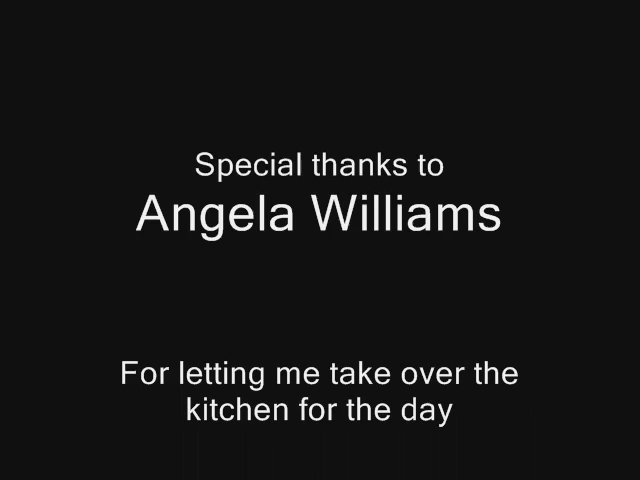 Special thanks to
Angela Williams
For letting me take over the
kitchen for the day